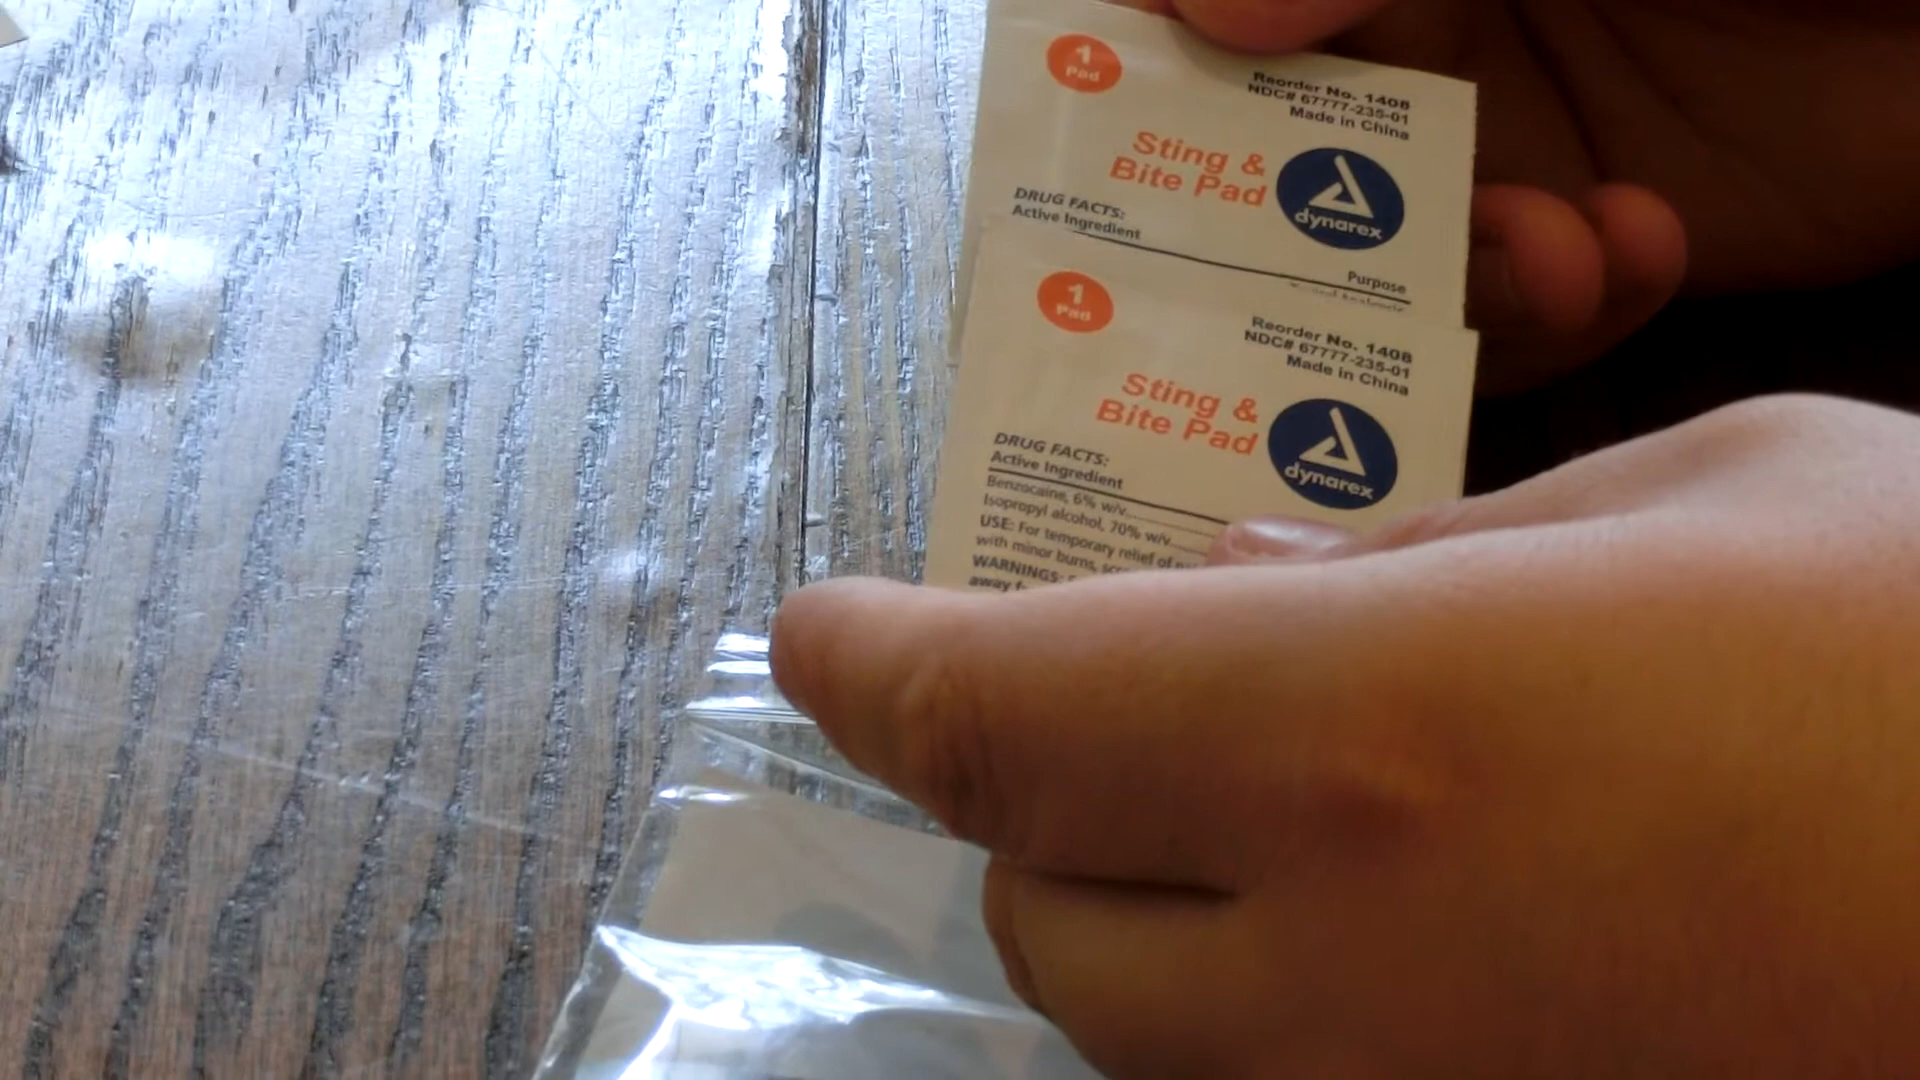 1
Pad
Reorder No. 1408
NDC# 67777-235-01
Made in China
Sting &
Bite Pad
dynarex
DRUG FACTS:
Active Ingredient
Purpose
1
Pad
Reorder No. 1408
NDC# 67777-235-01
Made in China
Sting &
Bite Pad
dynarex
DRUG FACTS:
Active Ingredient
Benzocaine, 6% w/v
Isopropyl alcohol, 70% w/v
USE: For temporary relief of
with minor burns,
WARNINGS:
away